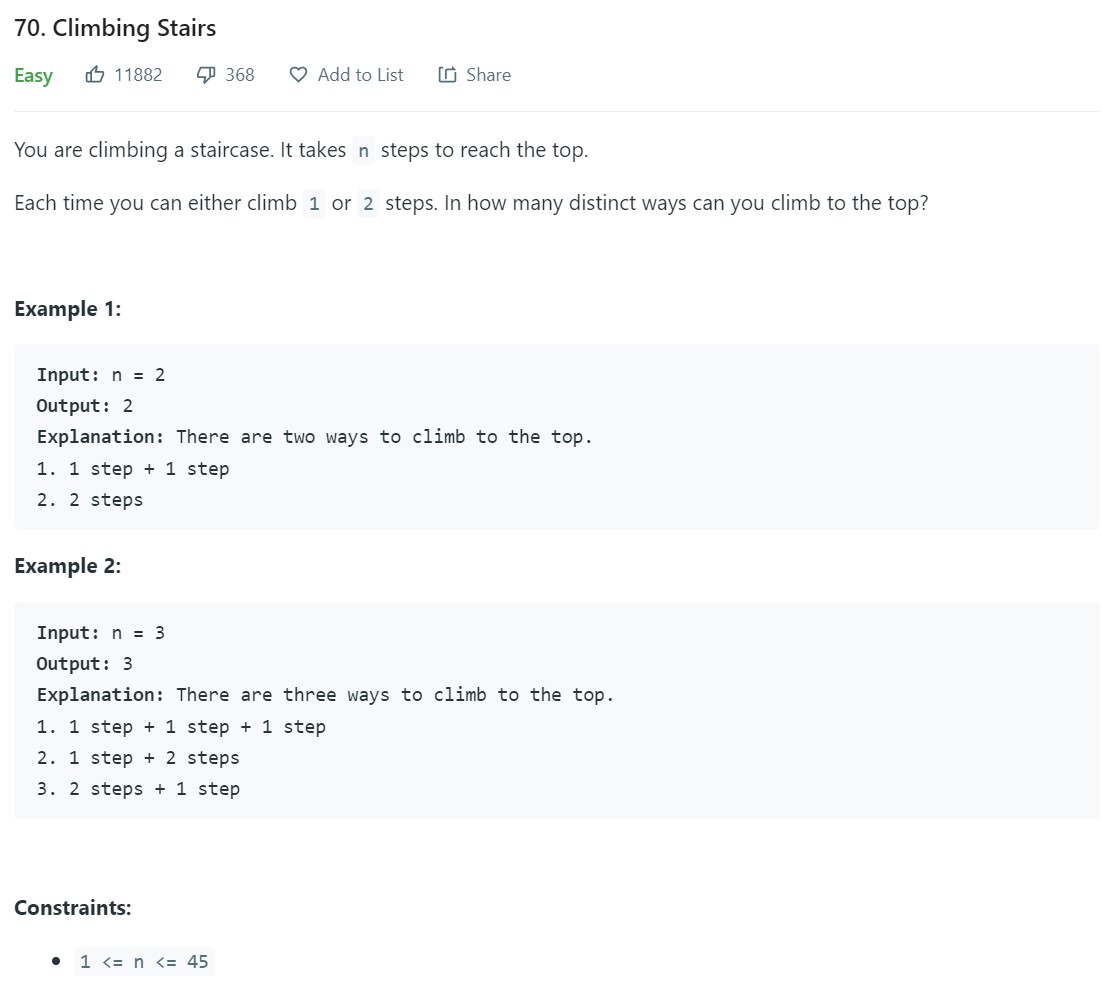 70. Climbing Stairs
Easy 11882 368 Add to List Share
You are climbing a staircase. It takes n steps to reach the top.
Each time you can either climb 1 or 2 steps. In how many distinct ways can you climb to the top?
Example 1:
Input: n = 2
Output: 2
Explanation: There are two ways to climb to the top.
1. 1 step + 1 step
2. 2 steps
Example 2:
Input: n = 3
Output: 3
Explanation: There are three ways to climb to the top.
1. 1 step + 1 step + 1 step
2. 1 step + 2 steps
3. 2 steps + 1 step
Constraints:
• 1 <= n <= 45